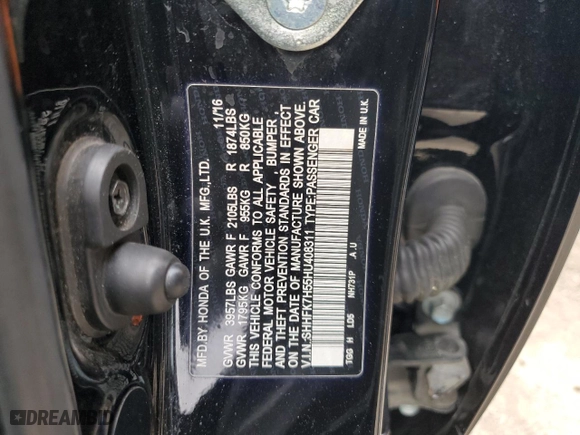 MFD.BY HONDA OF THE U.K. MFG.,LTD. 11/16
GVWR 3957LBS GAWR F 2105LBS R 1874LBS
GVWR 1795KG GAWR F 955KG R 850KG
THIS VEHICLE CONFORMS TO ALL APPLICABLE
FEDERAL MOTOR VEHICLE SAFETY , BUMPER ,
AND THEFT PREVENTION STANDARDS IN EFFECT
ON THE DATE OF MANUFACTURE SHOWN ABOVE.
V.I.N.:SHHFK7H55HU408311 TYPE:PASSENGER CAR
TGG H LD5 NH731P A.U MADE IN U.K.
DREAMBID